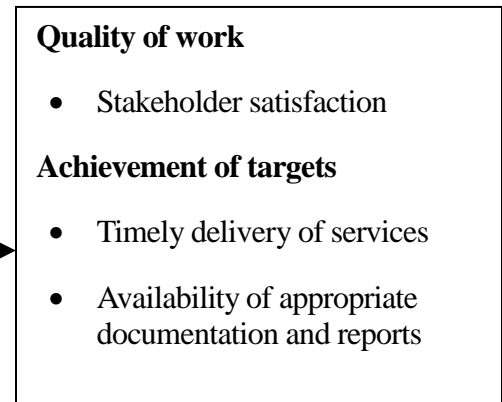 Quality of work
• Stakeholder satisfaction
Achievement of targets
• Timely delivery of services
• Availability of appropriate
documentation and reports